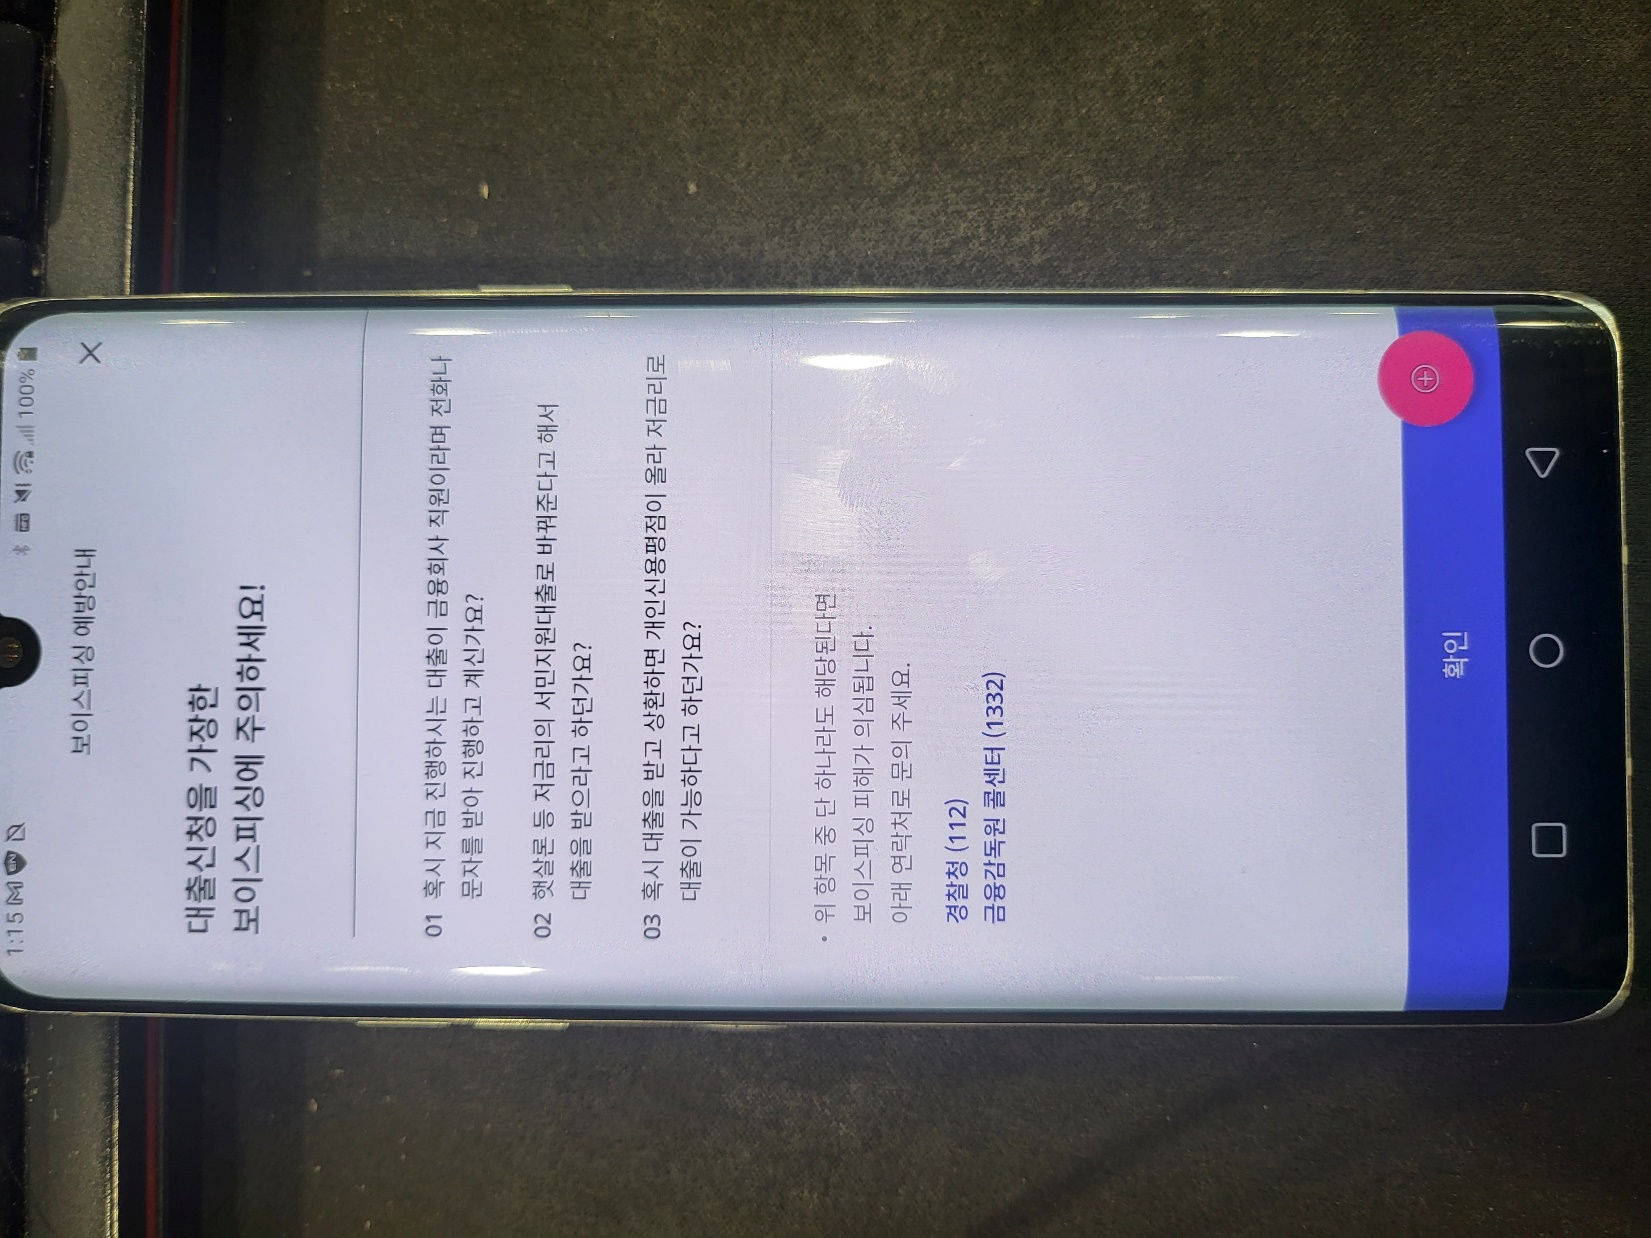 1:15
100%
보이스피싱 예방안내
대출신청을 가장한
보이스피싱에 주의하세요!
01 혹시 지금 진행하시는 대출이 금융회사 직원이라며 전화나
문자를 받아 진행하고 계신가요?
02 햇살론 등 저금리의 서민지원대출로 바꿔준다고 해서
대출을 받으라고 하던가요?
03 혹시 대출을 받고 상환하면 개인신용평점이 올라 저금리로
대출이 가능하다고 하던가요?
• 위 항목 중 단 하나라도 해당된다면
보이스피싱 피해가 의심됩니다.
아래 연락처로 문의 주세요.
경찰청 (112)
금융감독원 콜센터 (1332)
확인